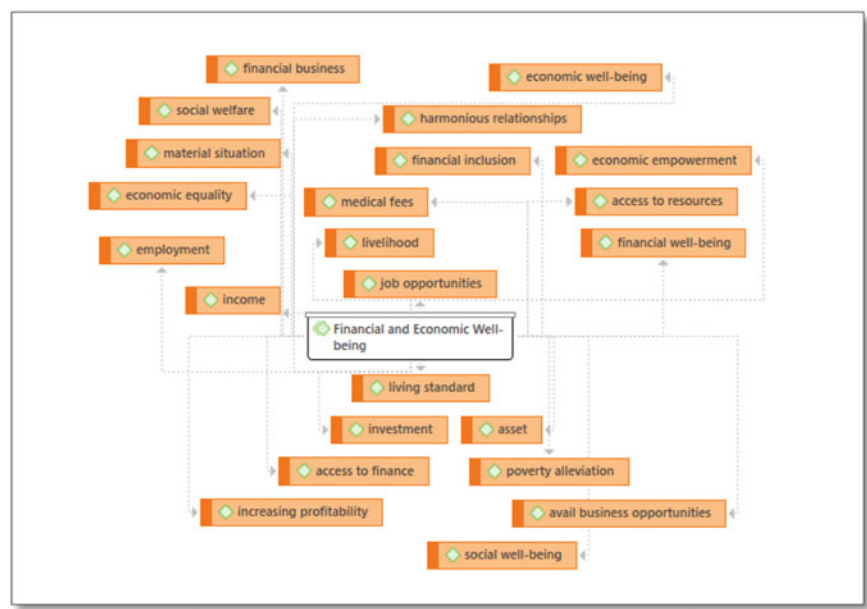 financial business
economic well-being
social welfare
harmonious relationships
material situation
financial inclusion
economic empowerment
economic equality
medical fees
access to resources
employment
livelihood
financial well-being
job opportunities
income
Financial and Economic Well-
being
living standard
investment
asset
access to finance
poverty alleviation
increasing profitability
avail business opportunities
social well-being